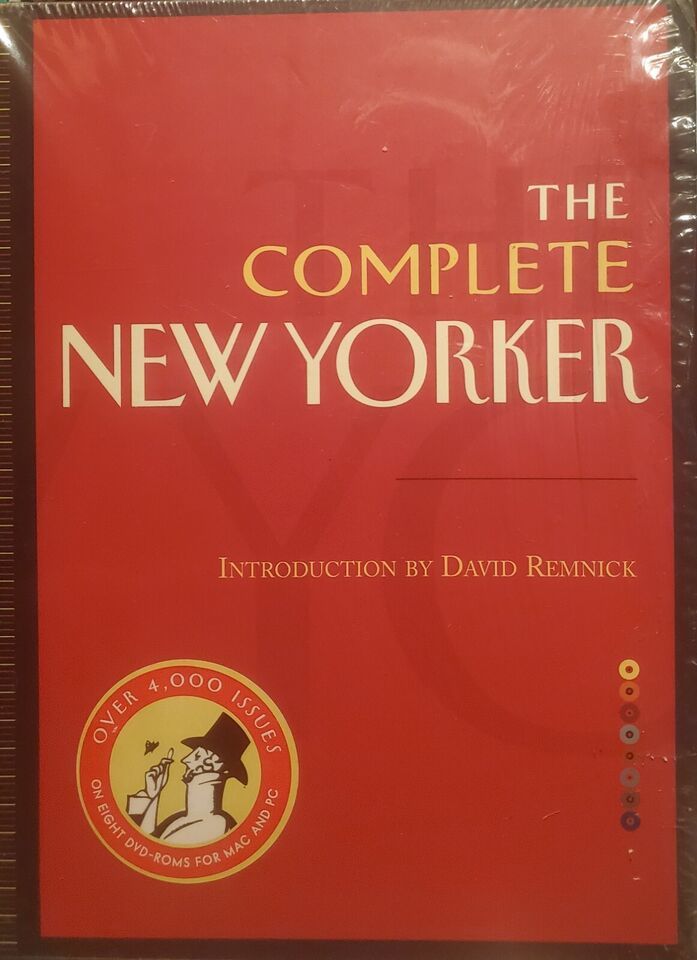 THE
COMPLETE
NEW YORKER
INTRODUCTION BY DAVID REMNICK
OVER 4,000 ISSUES
ON EIGHT DVD-ROMS FOR MAC AND PC